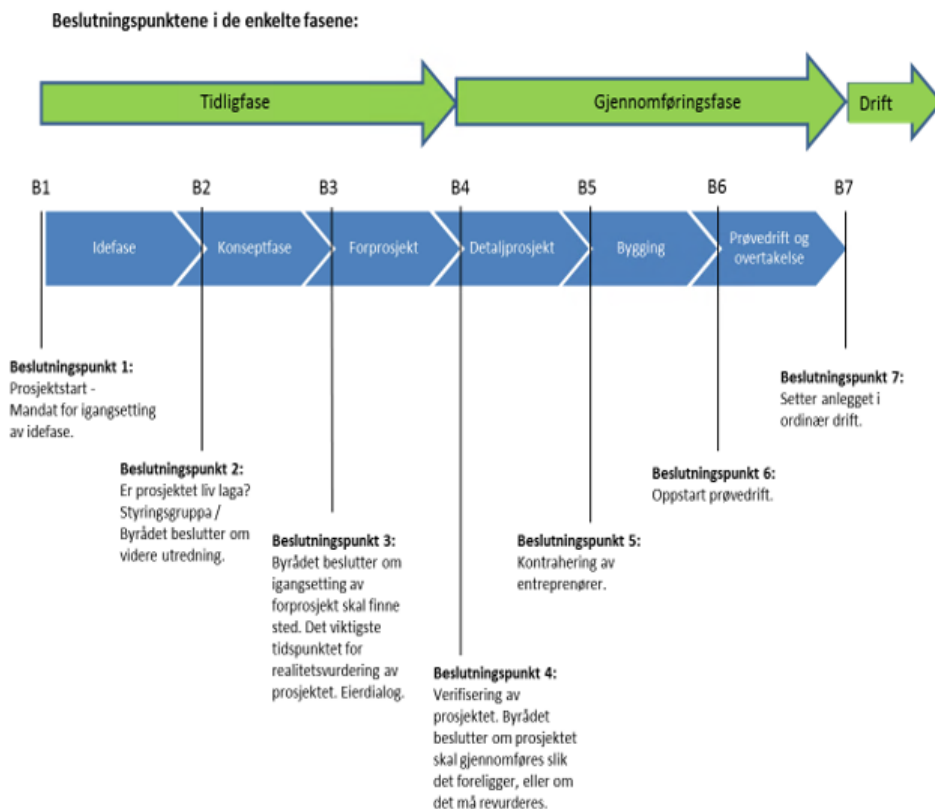 Beslutningspunktene i de enkelte fasene:
Tidligfase
Gjennomføringsfase
Drift
B1
B2
B3
B4
B5
B6
B7
Idefase
Konseptfase
Forprosjekt
Detaljprosjekt
Bygging
Prøvedrift og
overtakelse
Beslutningspunkt 1:
Prosjektstart -
Mandat for igangsetting
av idefase.
Beslutningspunkt 2:
Er prosjektet liv laga?
Styringsgruppa /
Byrådet beslutter om
videre utredning.
Beslutningspunkt 3:
Byrådet beslutter om
igangsetting av
forprosjekt skal finne
sted. Det viktigste
tidspunktet for
realitetsvurdering av
prosjektet. Eierdialog.
Beslutningspunkt 4:
Verifisering av
prosjektet. Byrådet
beslutter om prosjektet
skal gjennomføres slik
det foreligger, eller om
det må revurderes.
Beslutningspunkt 5:
Kontrahering av
entreprenører.
Beslutningspunkt 6:
Oppstart prøvedrift.
Beslutningspunkt 7:
Setter anlegget i
ordinær drift.